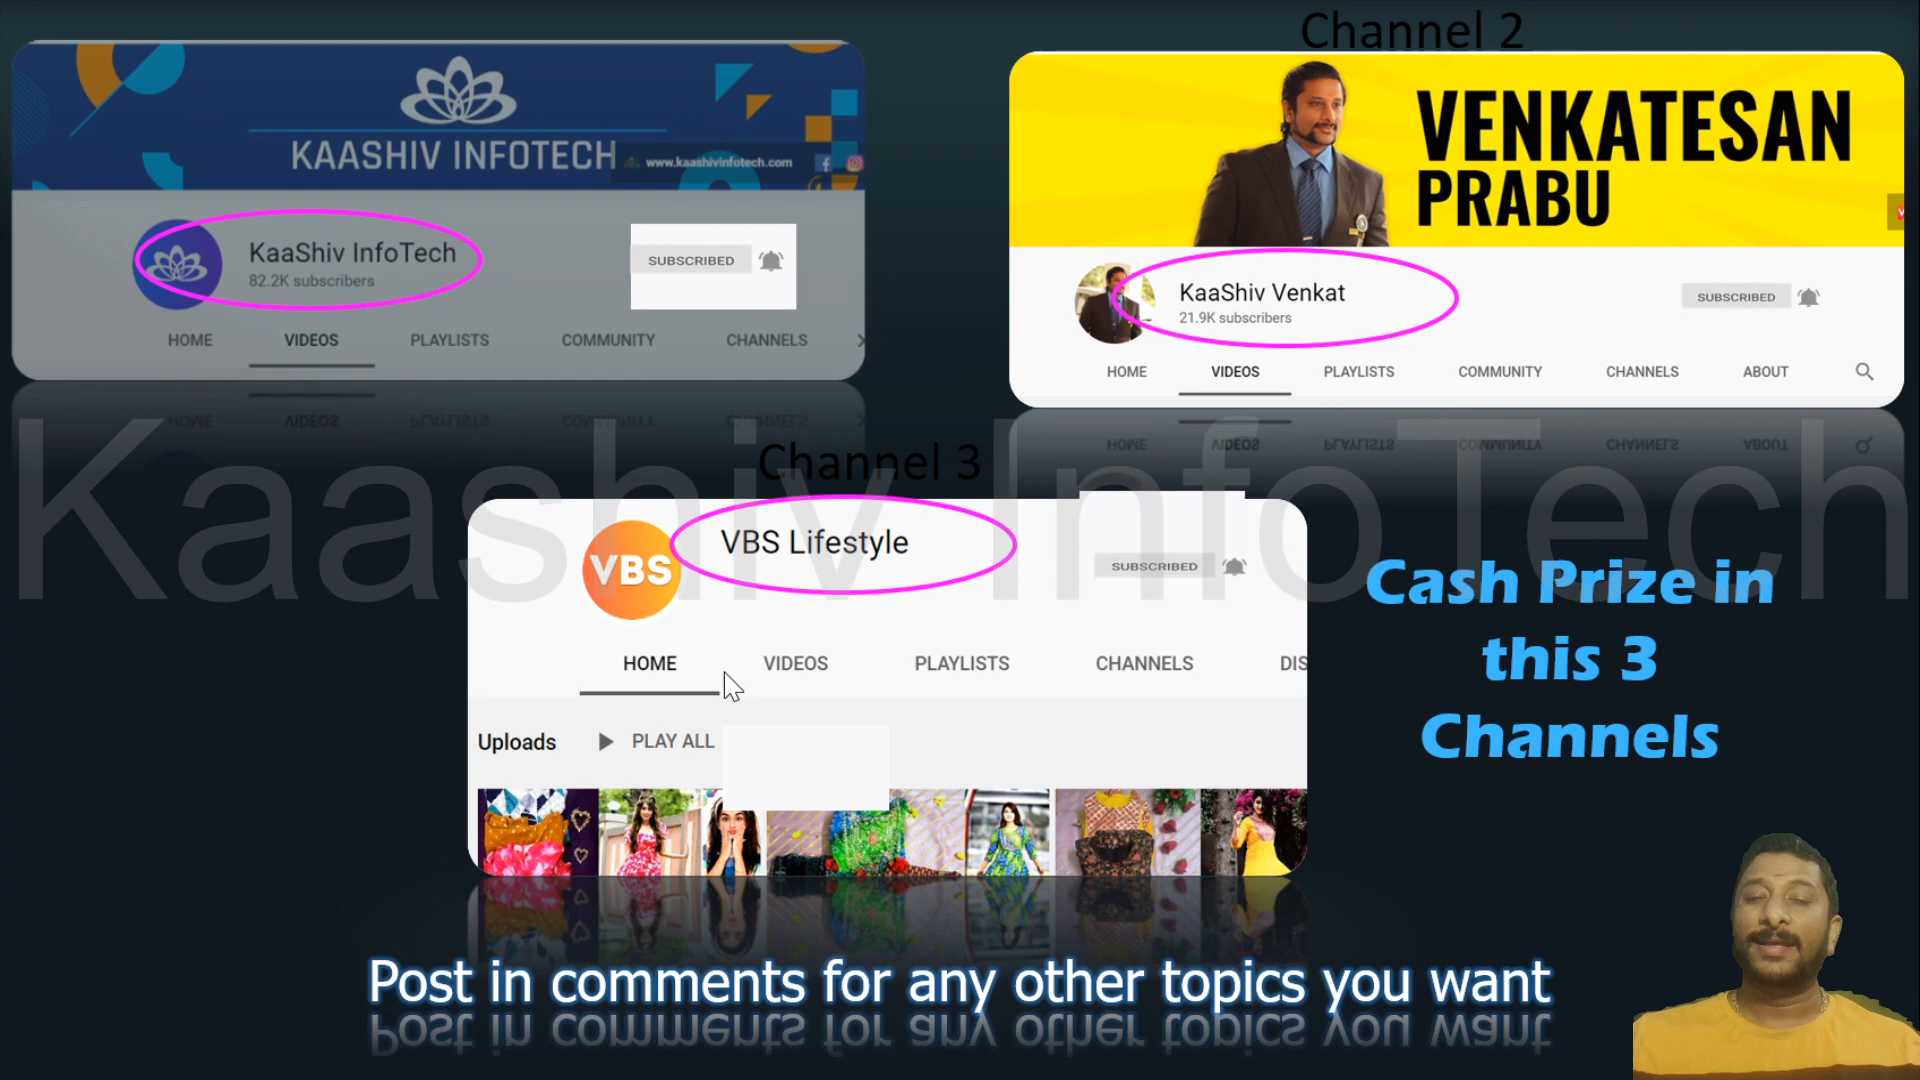 KAASHIV INFOTECH
www.kaashivinfotech.com
KaaShiv InfoTech
82.2K subscribers
SUBSCRIBED
HOME VIDEOS PLAYLISTS COMMUNITY CHANNELS
Channel 2
VENKATESAN
PRABU
KaaShiv Venkat
21.9K subscribers
SUBSCRIBED
HOME VIDEOS PLAYLISTS COMMUNITY CHANNELS ABOUT
Kaashiv InfoTech
Channel 3
VBS
VBS Lifestyle
SUBSCRIBED
HOME VIDEOS PLAYLISTS CHANNELS DIS
Uploads PLAY ALL
Cash Prize in
this 3
Channels
Post in comments for any other topics you want